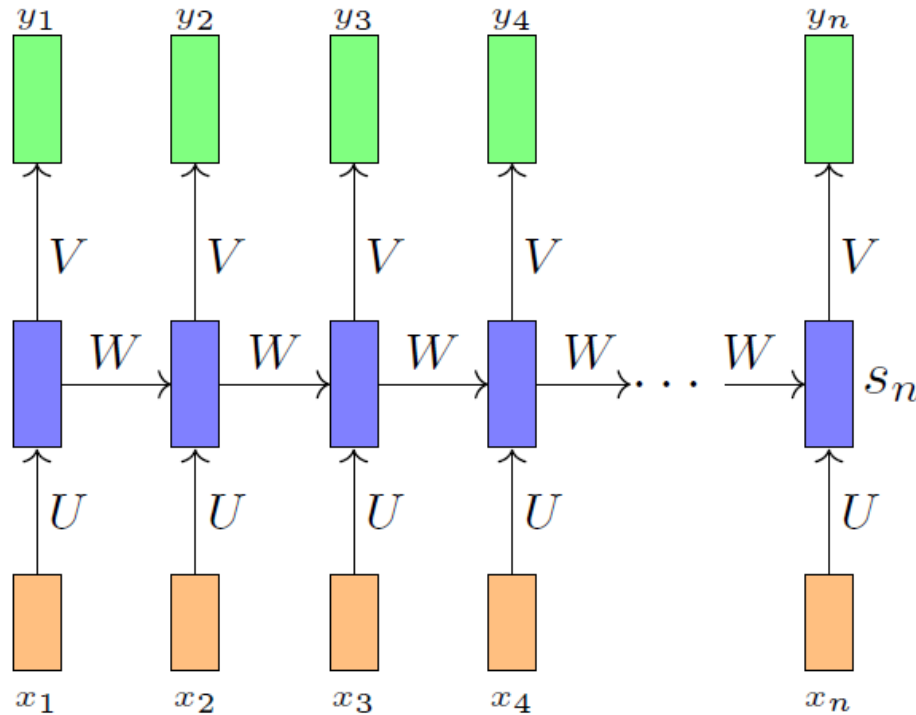 y₁ y₂ y₃ y₄ yₙ
V V V V V
W W W W · · · W sₙ
U U U U U
x₁ x₂ x₃ x₄ xₙ